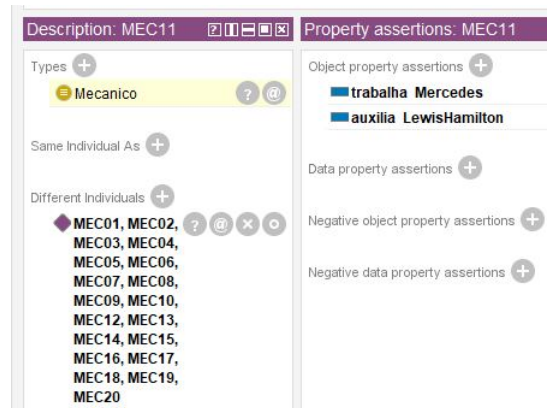 Description: MEC11
Types
Mecanico
Same Individual As
Different Individuals
MEC01, MEC02,
MEC03, MEC04,
MEC05, MEC06,
MEC07, MEC08,
MEC09, MEC10,
MEC12, MEC13,
MEC14, MEC15,
MEC16, MEC17,
MEC18, MEC19,
MEC20
Property assertions: MEC11
Object property assertions
trabalha Mercedes
auxilia LewisHamilton
Data property assertions
Negative object property assertions
Negative data property assertions